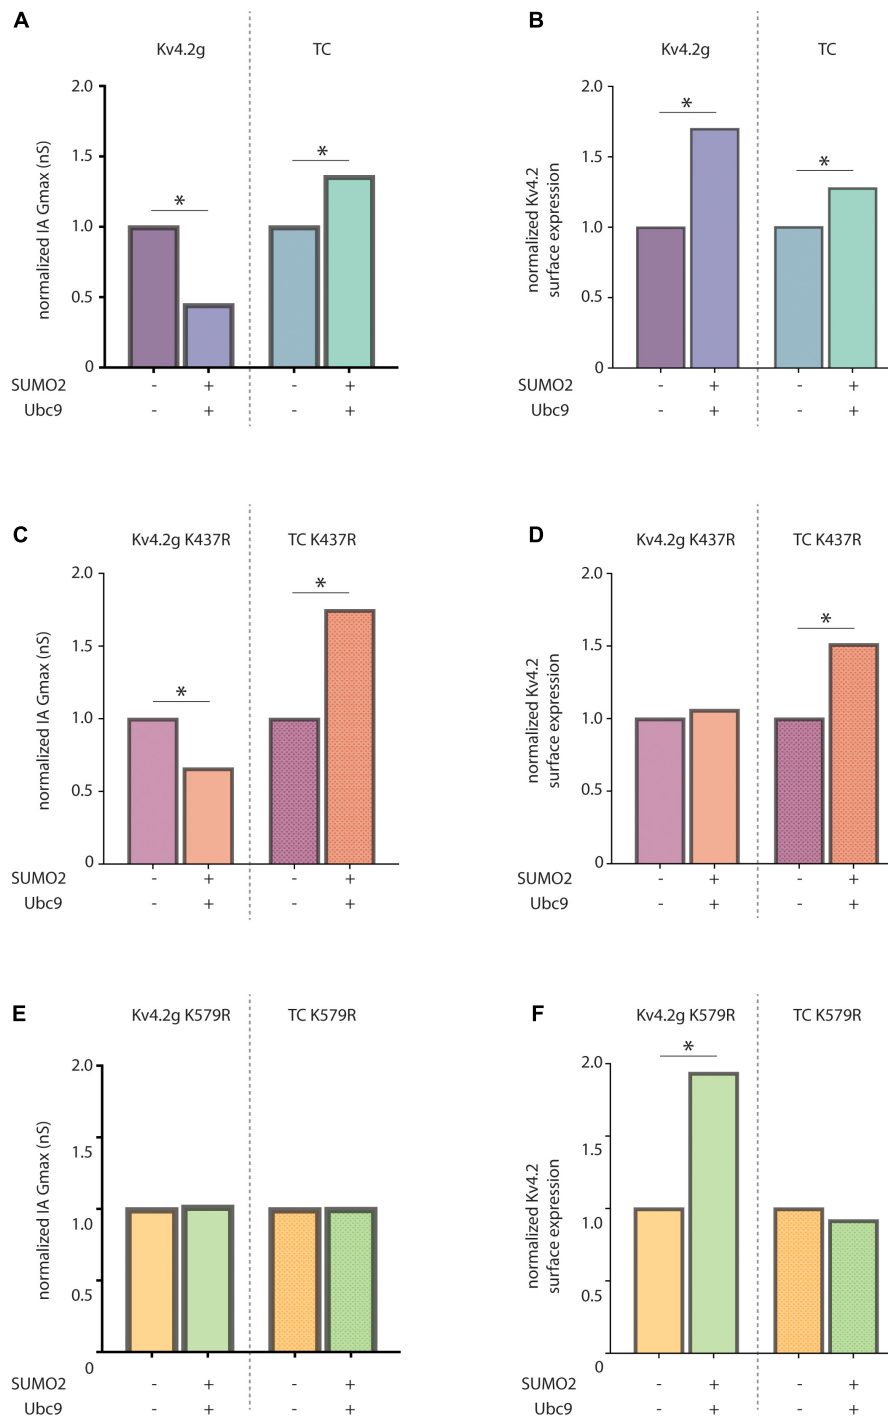 A
Kv4.2g TC
normalized IA Gmax (nS)
2.0
1.5
1.0
0.5
0
* *
SUMO2 - + - +
Ubc9 - + - +
B
Kv4.2g TC
normalized Kv4.2
surface expression
2.0
1.5
1.0
0.5
0
* *
SUMO2 - + - +
Ubc9 - + - +
C
Kv4.2g K437R TC K437R
normalized IA Gmax (nS)
2.0
1.5
1.0
0.5
0
* *
SUMO2 - + - +
Ubc9 - + - +
D
Kv4.2g K437R TC K437R
normalized Kv4.2
surface expression
2.0
1.5
1.0
0.5
0
*
SUMO2 - + - +
Ubc9 - + - +
E
Kv4.2g K579R TC K579R
normalized IA Gmax (nS)
2.0
1.5
1.0
0.5
0
SUMO2 - + - +
Ubc9 - + - +
F
Kv4.2g K579R TC K579R
normalized Kv4.2
surface expression
2.0
1.5
1.0
0.5
0
*
SUMO2 - + - +
Ubc9 - + - +